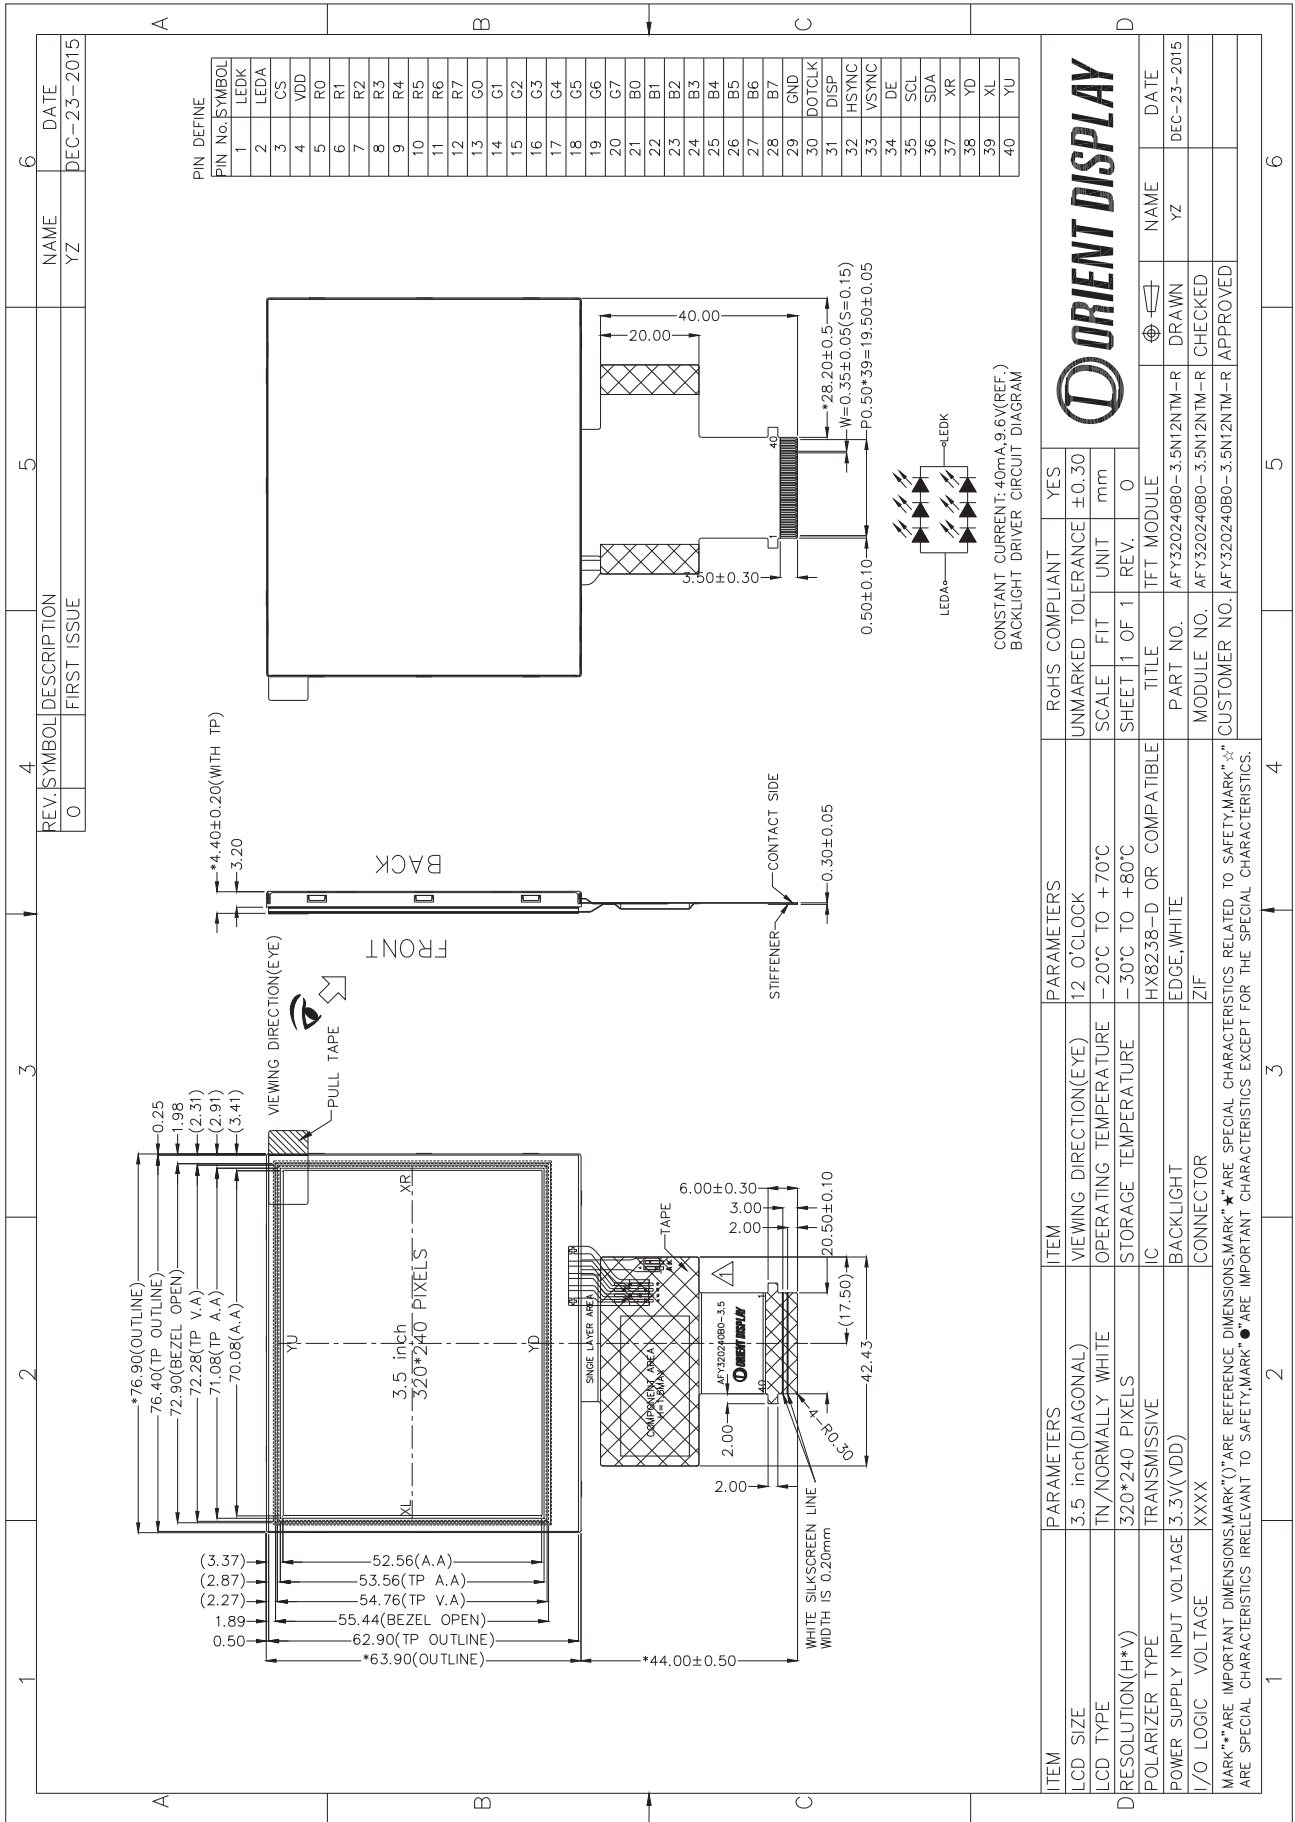 1
2
3
4
5
6
A
B
C
D
REV.
SYMBOL
DESCRIPTION
NAME
DATE
0
FIRST ISSUE
YZ
DEC-23-2015
*76.90(OUTLINE)
76.40(TP OUTLINE)
72.90(BEZEL OPEN)
72.28(TP V.A)
71.08(TP A.A)
70.08(A.A)
0.25
1.98
(2.31)
(2.91)
(3.41)
(3.37)
(2.87)
(2.27)
1.89
0.50
52.56(A.A)
53.56(TP A.A)
54.76(TP V.A)
55.44(BEZEL OPEN)
62.90(TP OUTLINE)
*63.90(OUTLINE)
*44.00±0.50
YU
XL
XR
YD
3.5 inch
320*240 PIXELS
VIEWING DIRECTION(EYE)
PULL TAPE
SINGlE LAYER AREA
COMPONENT AREA
TAPE
AFY320240B0-3.5
ORIENT DISPLAY
1
40
1
6.00±0.30
3.00
2.00
20.50±0.10
(17.50)
42.43
2.00
2.00
4-R0.30
WHITE SILKSCREEN LINE
WIDTH IS 0.20mm
*4.40±0.20(WITH TP)
3.20
FRONT
BACK
STIFFENER
CONTACT SIDE
0.30±0.05
40.00
20.00
3.50±0.30
1
40
*28.20±0.5
W=0.35±0.05(S=0.15)
P0.50*39=19.50±0.05
0.50±0.10
LEDA
LEDK
CONSTANT CURRENT: 40mA,9.6V(REF.)
BACKLIGHT DRIVER CIRCUIT DIAGRAM
PIN DEFINE
PIN No. SYMBOL
1 LEDK
2 LEDA
3 CS
4 VDD
5 R0
6 R1
7 R2
8 R3
9 R4
10 R5
11 R6
12 R7
13 G0
14 G1
15 G2
16 G3
17 G4
18 G5
19 G6
20 G7
21 B0
22 B1
23 B2
24 B3
25 B4
26 B5
27 B6
28 B7
29 GND
30 DOTCLK
31 DISP
32 HSYNC
33 VSYNC
34 DE
35 SCL
36 SDA
37 XR
38 YD
39 XL
40 YU
ITEM PARAMETERS ITEM PARAMETERS
LCD SIZE 3.5 inch(DIAGONAL) VIEWING DIRECTION(EYE) 12 O'CLOCK
LCD TYPE TN/NORMALLY WHITE OPERATING TEMPERATURE -20°C TO +70°C
RESOLUTION(H*V) 320*240 PIXELS STORAGE TEMPERATURE -30°C TO +80°C
POLARIZER TYPE TRANSMISSIVE IC HX8238-D OR COMPATIBLE
POWER SUPPLY INPUT VOLTAGE 3.3V(VDD) BACKLIGHT EDGE,WHITE
I/O LOGIC VOLTAGE XXXX CONNECTOR ZIF
MARK"*"ARE IMPORTANT DIMENSIONS,MARK"()"ARE REFERENCE DIMENSIONS,MARK"★"ARE SPECIAL CHARACTERISTICS RELATED TO SAFETY,MARK"☆"
ARE SPECIAL CHARACTERISTICS IRRELEVANT TO SAFETY,MARK"●"ARE IMPORTANT CHARACTERISTICS EXCEPT FOR THE SPECIAL CHARACTERISTICS.
RoHS COMPLIANT YES
UNMARKED TOLERANCE ±0.30
SCALE FIT UNIT mm
SHEET 1 OF 1 REV. 0
TITLE TFT MODULE
PART NO. AFY320240B0-3.5N12NTM-R
MODULE NO. AFY320240B0-3.5N12NTM-R
CUSTOMER NO. AFY320240B0-3.5N12NTM-R
ORIENT DISPLAY
NAME DATE
DRAWN YZ DEC-23-2015
CHECKED
APPROVED
A
B
C
D
1
2
3
4
5
6